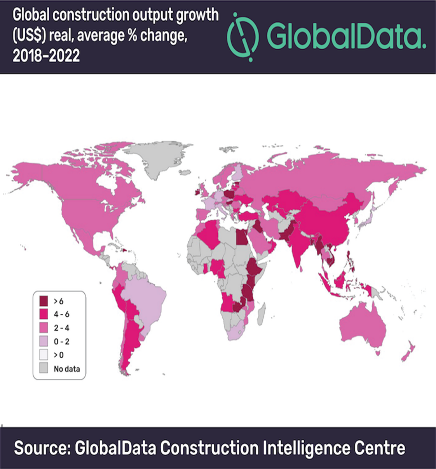 Global construction output growth
(US$) real, average % change,
2018-2022
GlobalData.
> 6
4 - 6
2 - 4
0 - 2
> 0
No data
Source: GlobalData Construction Intelligence Centre